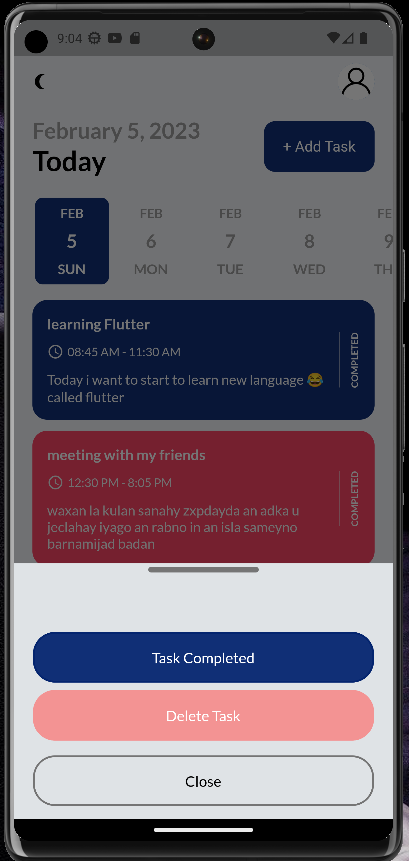 9:04
February 5, 2023
Today
+ Add Task
FEB FEB FEB FEB FE
5 6 7 8 9
SUN MON TUE WED TH
learning Flutter
08:45 AM - 11:30 AM
Today i want to start to learn new language 😂
called flutter
COMPLETED
meeting with my friends
12:30 PM - 8:05 PM
waxan la kulan sanahy zxpdayda an adka u
jeclahay iyago an rabno in an isla sameyno
barnamijad badan
COMPLETED
Task Completed
Delete Task
Close